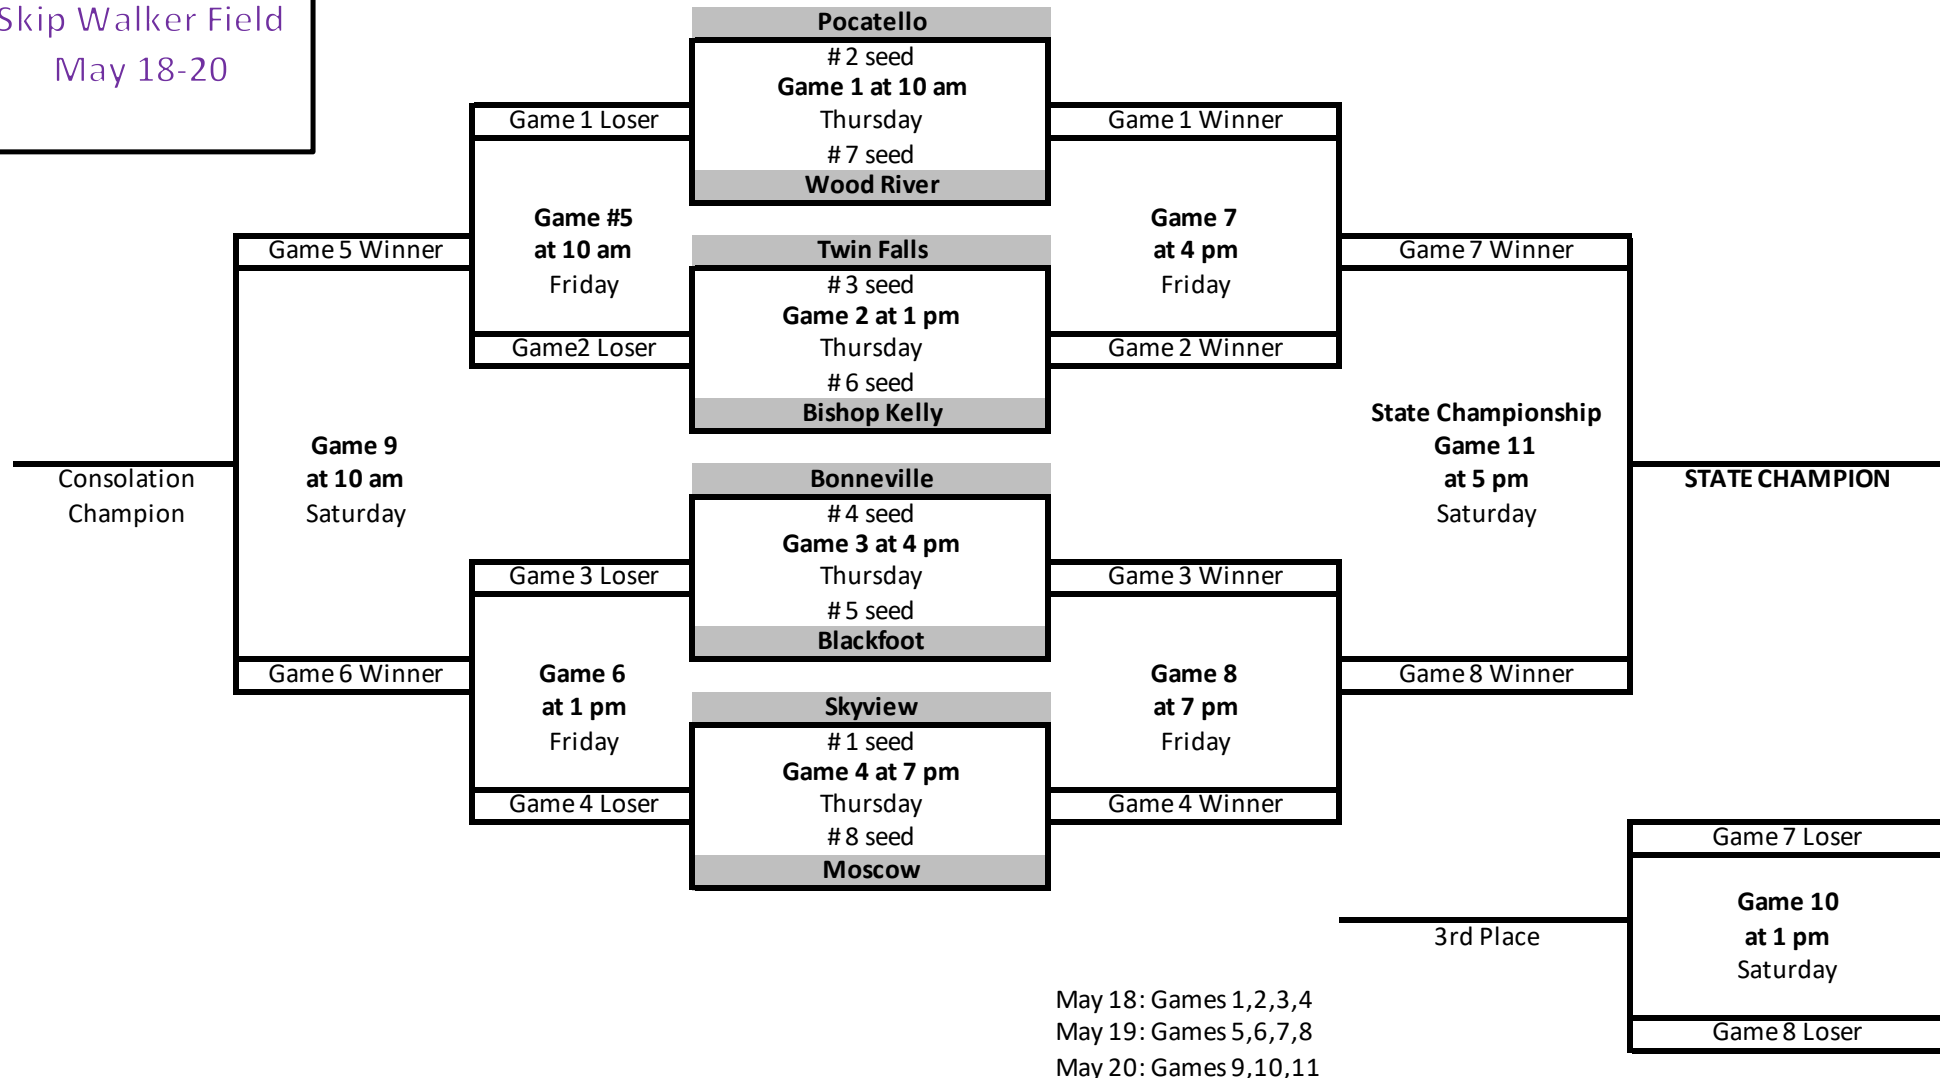 Skip Walker Field
May 18-20
Pocatello
#2 seed
Game 1 at 10 am
Thursday
#7 seed
Wood River
Game 1 Loser
Game 1 Winner
Game #5
at 10 am
Friday
Game 7
at 4 pm
Friday
Game 5 Winner
Twin Falls
#3 seed
Game 2 at 1 pm
Thursday
#6 seed
Bishop Kelly
Game 7 Winner
Game2 Loser
Game 2 Winner
Game 9
at 10 am
Saturday
State Championship
Game 11
at 5 pm
Saturday
Consolation
Champion
Bonneville
#4 seed
Game 3 at 4 pm
Thursday
#5 seed
Blackfoot
STATE CHAMPION
Game 3 Loser
Game 3 Winner
Game 6 Winner
Game 6
at 1 pm
Friday
Game 8
at 7 pm
Friday
Game 8 Winner
Skyview
#1 seed
Game 4 at 7 pm
Thursday
#8 seed
Moscow
Game 4 Loser
Game 4 Winner
Game 7 Loser
Game 10
at 1 pm
Saturday
3rd Place
Game 8 Loser
May 18: Games 1,2,3,4
May 19: Games 5,6,7,8
May 20: Games 9,10,11